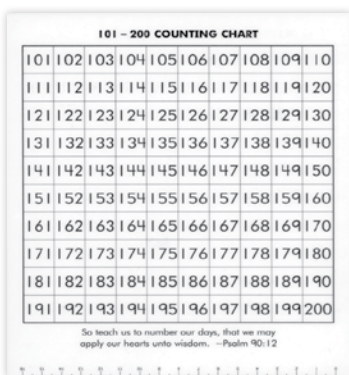 101 – 200 COUNTING CHART
101 102 103 104 105 106 107 108 109 110
111 112 113 114 115 116 117 118 119 120
121 122 123 124 125 126 127 128 129 130
131 132 133 134 135 136 137 138 139 140
141 142 143 144 145 146 147 148 149 150
151 152 153 154 155 156 157 158 159 160
161 162 163 164 165 166 167 168 169 170
171 172 173 174 175 176 177 178 179 180
181 182 183 184 185 186 187 188 189 190
191 192 193 194 195 196 197 198 199 200
So teach us to number our days, that we may
apply our hearts unto wisdom. –Psalm 90:12